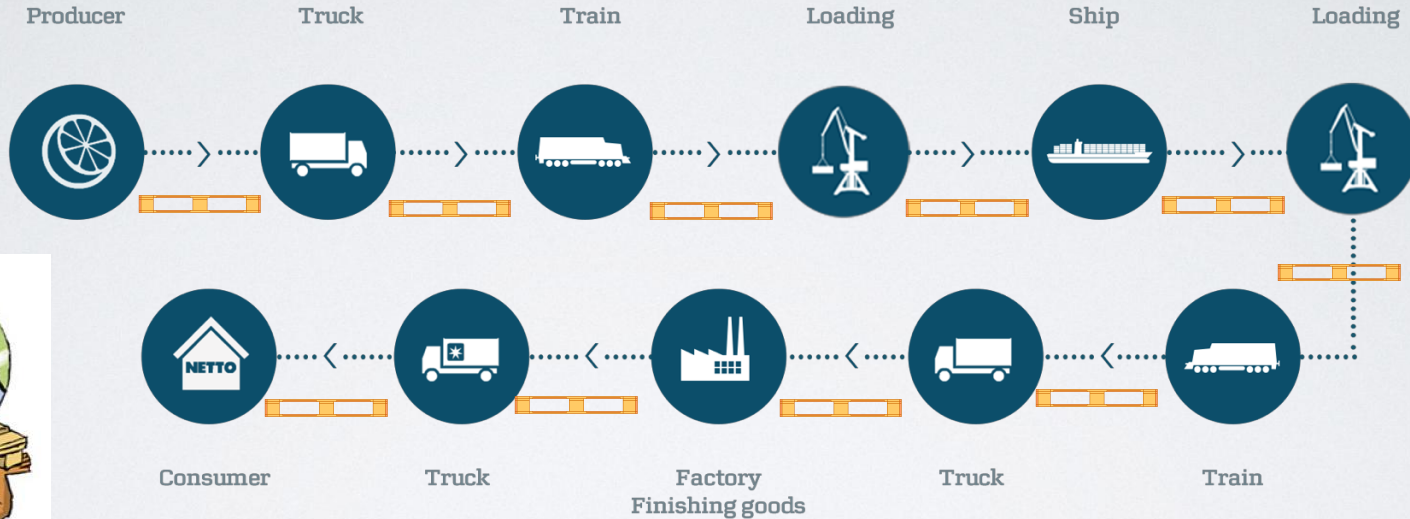 Producer
Truck
Train
Loading
Ship
Loading
NETTO
Consumer
Truck
Factory
Finishing goods
Truck
Train